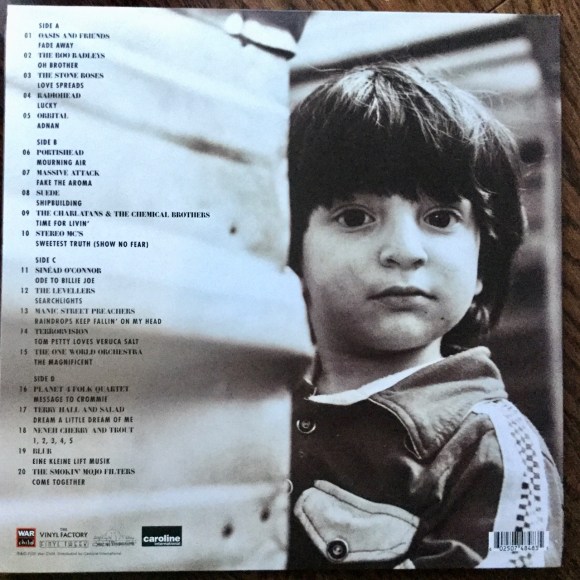 SIDE A
01 OASIS AND FRIENDS
FADE AWAY
02 THE BOO RADLEYS
OH BROTHER
03 THE STONE ROSES
LOVE SPREADS
04 RADIOHEAD
LUCKY
05 ORBITAL
ADNAN
SIDE B
06 PORTISHEAD
MOURNING AIR
07 MASSIVE ATTACK
FAKE THE AROMA
08 SUEDE
SHIPBUILDING
09 THE CHARLATANS & THE CHEMICAL BROTHERS
TIME FOR LIVIN'
10 STEREO MC'S
SWEETEST TRUTH (SHOW NO FEAR)
SIDE C
11 SINÉAD O'CONNOR
ODE TO BILLIE JOE
12 THE LEVELLERS
SEARCHLIGHTS
13 MANIC STREET PREACHERS
RAINDROPS KEEP FALLIN' ON MY HEAD
14 TERRORVISION
TOM PETTY LOVES VERUCA SALT
15 THE ONE WORLD ORCHESTRA
THE MAGNIFICENT
SIDE D
16 PLANET 4 FOLK QUARTET
MESSAGE TO CROMMIE
17 TERRY HALL AND SALAD
DREAM A LITTLE DREAM OF ME
18 NENEH CHERRY AND TROUT
1, 2, 3, 4, 5
19 BLUR
EINE KLEINE LIFT MUSIK
20 THE SMOKIN' MOJO FILTERS
COME TOGETHER
WAR child
THE VINYL FACTORY
caroline international
02507 48483